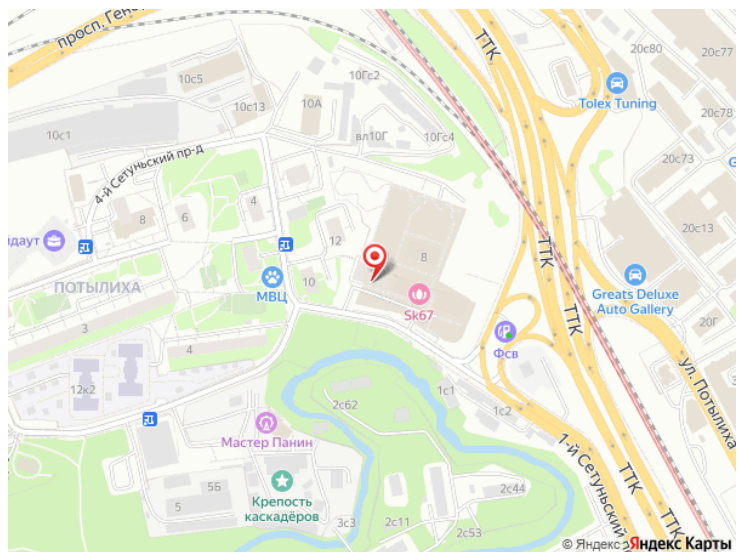 просп. Гене
ТТК
20с80
20с77
10с5
10Гс2
Tolex Tuning
10А
10с13
20с78
10с1
вл10Г
10Гс4
G
20с73
4-й Сетуньский пр-д
4
8
6
20с13
ндаут
12
8
ТТК
10
ПОТЫЛИХА
МВЦ
Sk67
Greats Deluxe
Auto Gallery
ТТК
20Г
3
Фсв
4
ул. Потылиха
3
12к2
1с1
2с62
1с2
Мастер Панин
1-й Сетуньский
ТТК
5Б
2с44
5
Крепость
каскадёров
3с3
2с11
2с53
ТТК
© Яндекс
Яндекс Карты